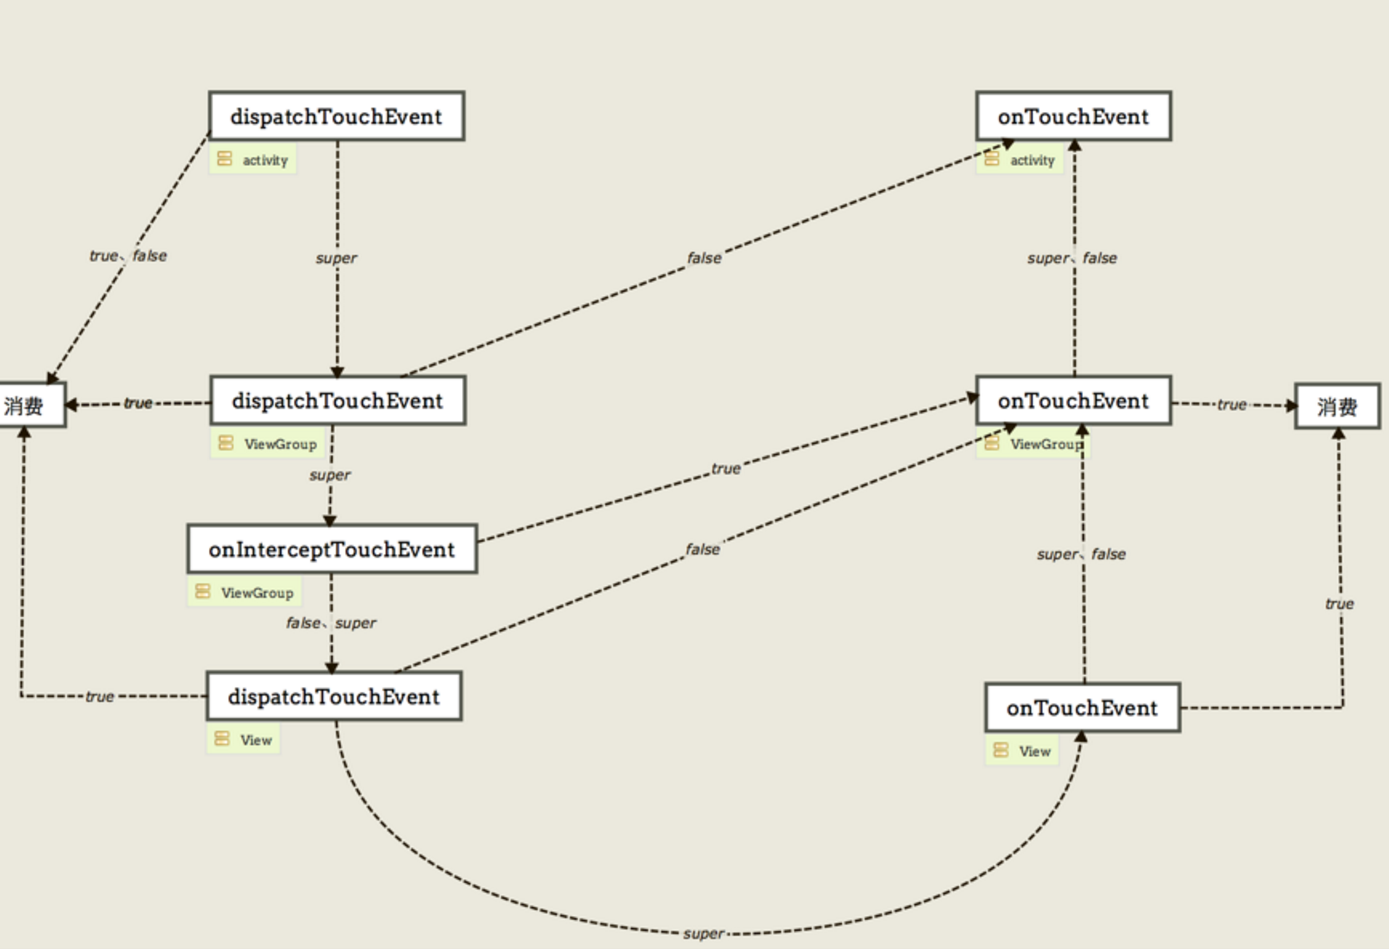 dispatchTouchEvent
onTouchEvent
activity
activity
true、false
super
false
super、false
消费
true
dispatchTouchEvent
onTouchEvent
true
消费
ViewGroup
ViewGroup
super
true
onInterceptTouchEvent
false
super、false
ViewGroup
false、super
true
true
dispatchTouchEvent
onTouchEvent
View
View
super